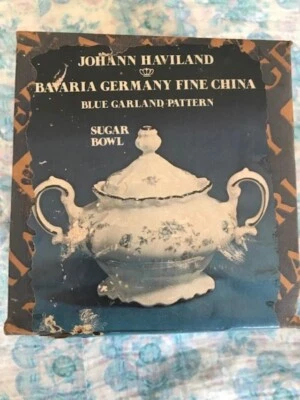 JOHANN HAVILAND
BAVARIA GERMANY FINE CHINA
BLUE GARLAND PATTERN
SUGAR
BOWL